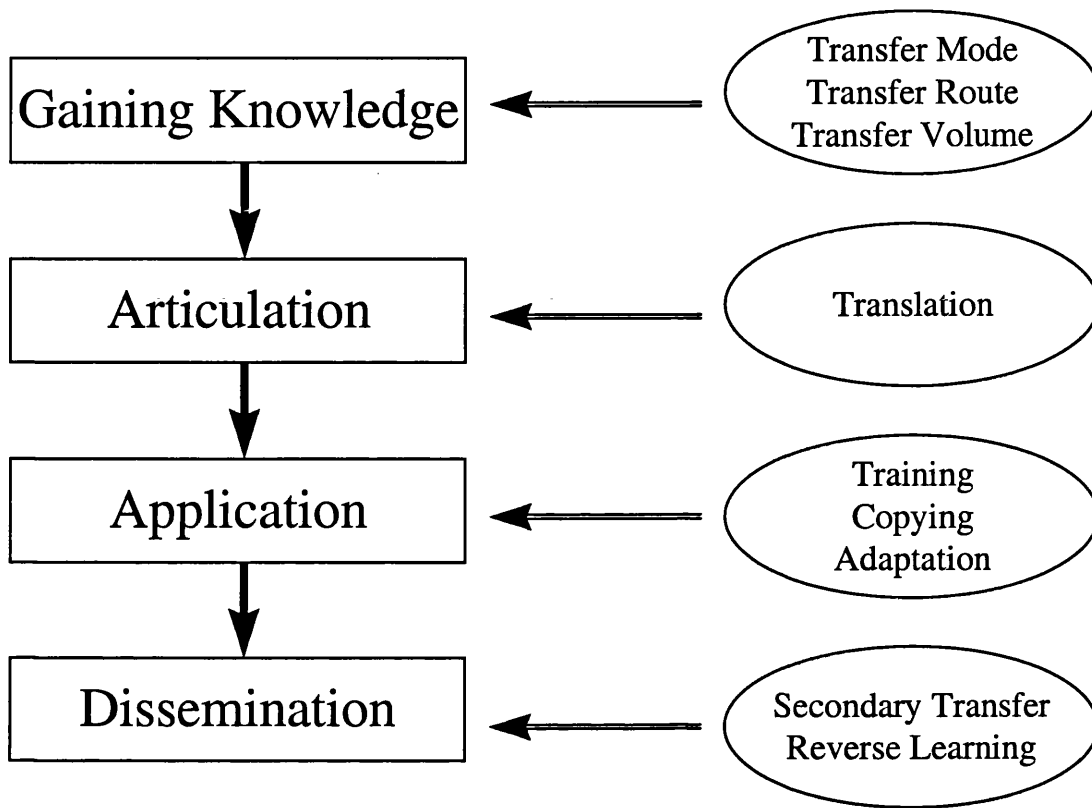 Gaining Knowledge
Transfer Mode
Transfer Route
Transfer Volume
Articulation
Translation
Application
Training
Copying
Adaptation
Dissemination
Secondary Transfer
Reverse Learning